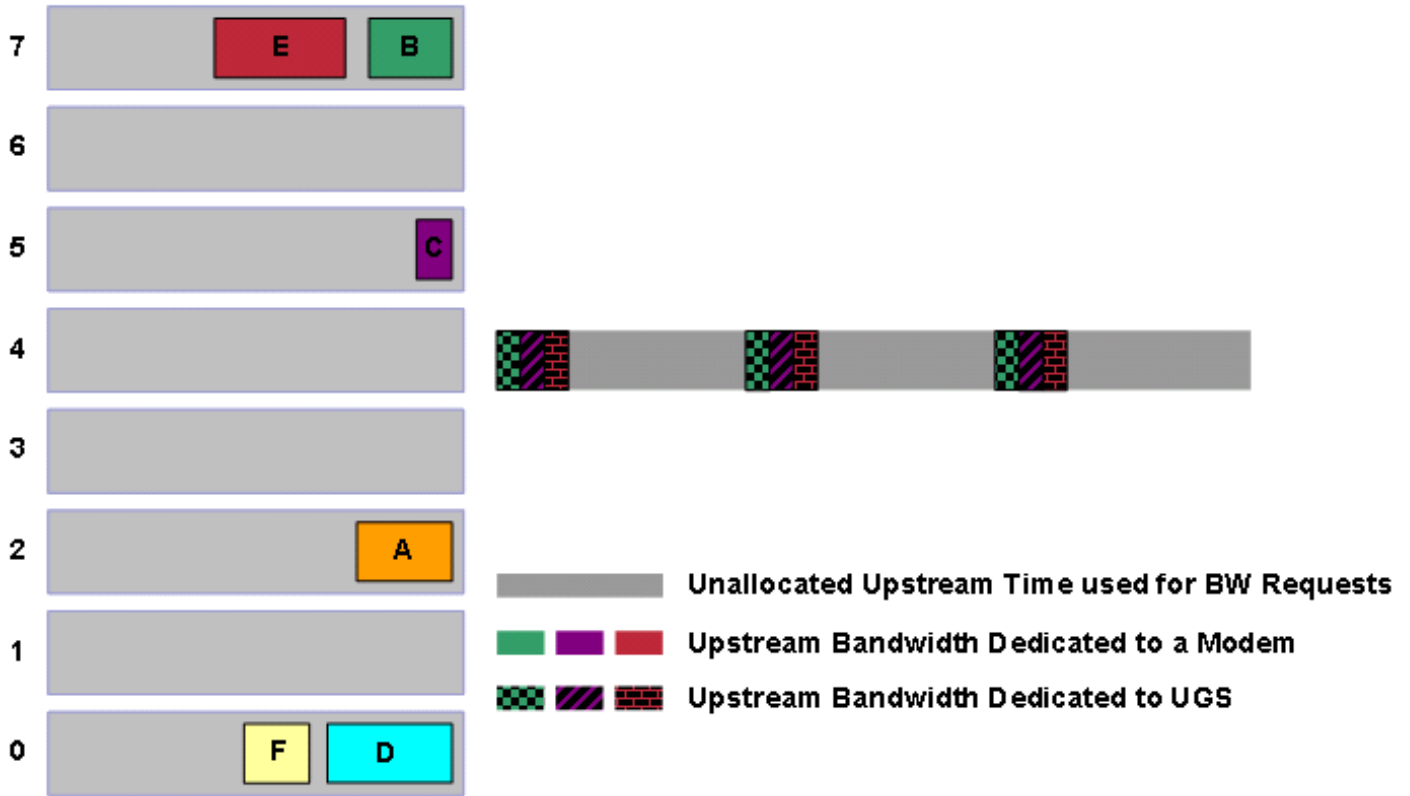 7 E B
6
5 C
4
3
2 A
Unallocated Upstream Time used for BW Requests
1 Upstream Bandwidth Dedicated to a Modem
Upstream Bandwidth Dedicated to UGS
0 F D